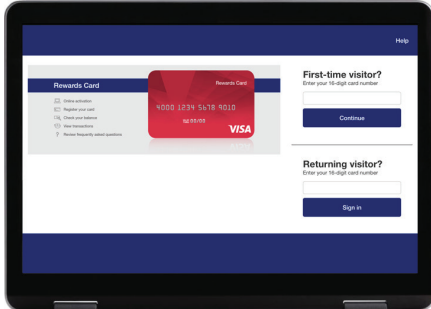 Help
Rewards Card
Online activation
Register your card
Check your balance
View transactions
Review frequently asked questions
Rewards Card
4000 1234 5678 9010
00/00
VISA
First-time visitor?
Enter your 16-digit card number
Continue
Returning visitor?
Enter your 16-digit card number
Sign in